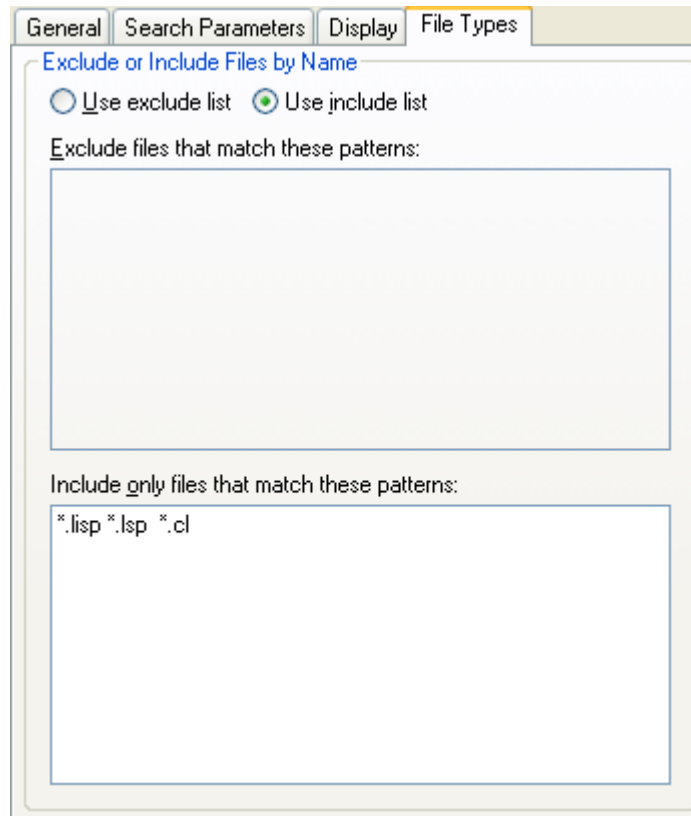 General Search Parameters Display File Types
Exclude or Include Files by Name
Use exclude list Use include list
Exclude files that match these patterns:
Include only files that match these patterns:
*.lisp *.lsp  *.cl